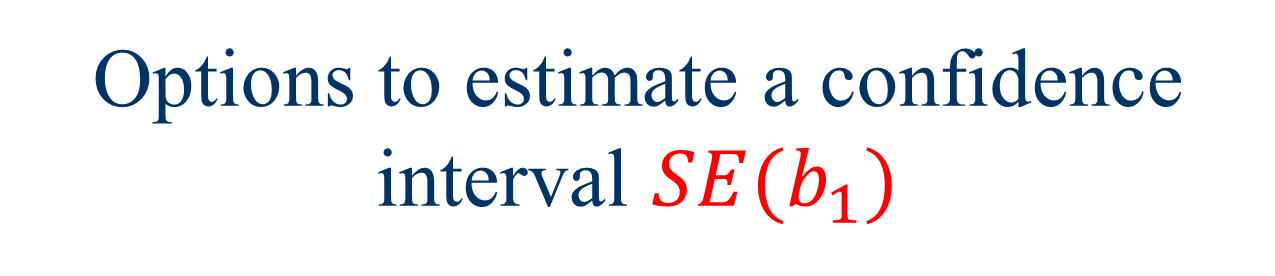 Options to estimate a confidence
interval 𝑆𝐸(𝑏₁)